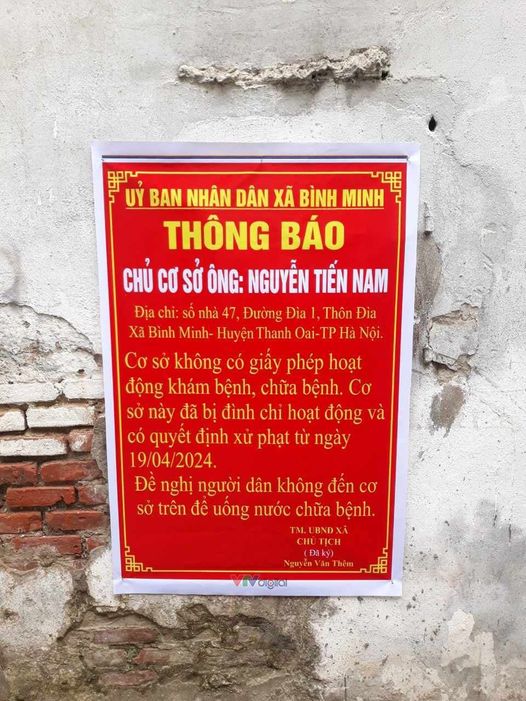 UỶ BAN NHÂN DÂN XÃ BÌNH MINH
THÔNG BÁO
CHỦ CƠ SỞ ÔNG: NGUYỄN TIẾN NAM
Địa chỉ: số nhà 47, Đường Đìa 1, Thôn Đìa
Xã Bình Minh- Huyện Thanh Oai-TP Hà Nội.
Cơ sở không có giấy phép hoạt
động khám bệnh, chữa bệnh. Cơ
sở này đã bị đình chỉ hoạt động và
có quyết định xử phạt từ ngày
19/04/2024.
Đề nghị người dân không đến cơ
sở trên để uống nước chữa bệnh.
TM. UBND XÃ
CHỦ TỊCH
( Đã ký)
Nguyễn Văn Thêm
VTV digital